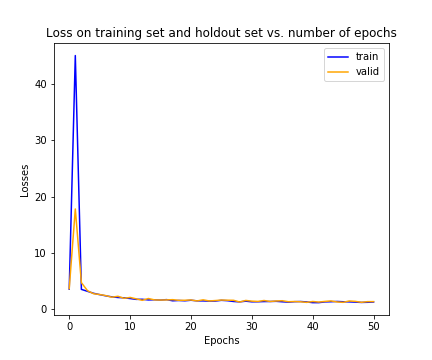 Loss on training set and holdout set vs. number of epochs
train
valid
Losses
40
30
20
10
0
0
10
20
30
40
50
Epochs